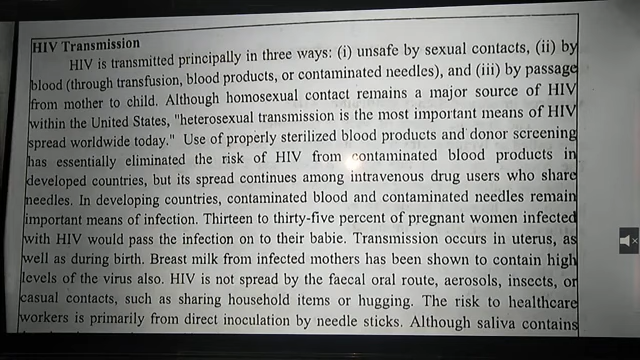 HIV Transmission
HIV is transmitted principally in three ways: (i) unsafe by sexual contacts, (ii) by
blood (through transfusion, blood products, or contaminated needles), and (iii) by passage
from mother to child. Although homosexual contact remains a major source of HIV
within the United States, "heterosexual transmission is the most important means of HIV
spread worldwide today." Use of properly sterilized blood products and donor screening
has essentially eliminated the risk of HIV from contaminated blood products in
developed countries, but its spread continues among intravenous drug users who share
needles. In developing countries, contaminated blood and contaminated needles remain
important means of infection. Thirteen to thirty-five percent of pregnant women infected
with HIV would pass the infection on to their babie. Transmission occurs in uterus, as
well as during birth. Breast milk from infected mothers has been shown to contain high
levels of the virus also. HIV is not spread by the faecal oral route, aerosols, insects, or
casual contacts, such as sharing household items or hugging. The risk to healthcare
workers is primarily from direct inoculation by needle sticks. Although saliva contains